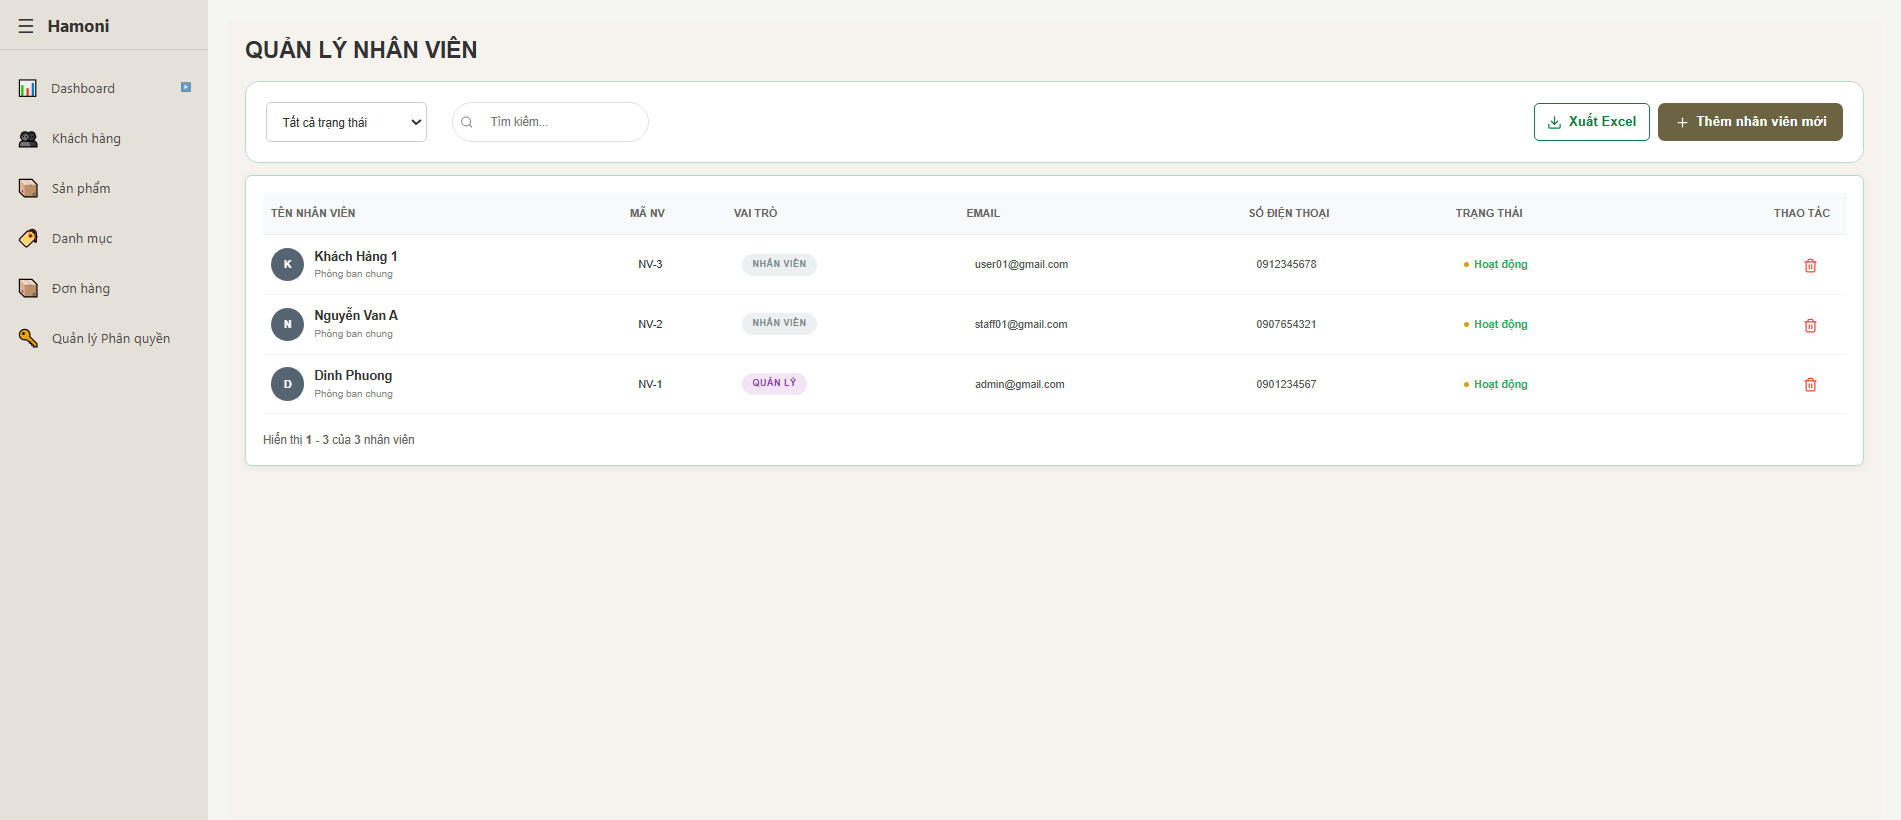 ☰ Hamoni
Dashboard
Khách hàng
Sản phẩm
Danh mục
Đơn hàng
Quản lý Phân quyền
QUẢN LÝ NHÂN VIÊN
Tất cả trạng thái
Tìm kiếm...
Xuất Excel
Thêm nhân viên mới
TÊN NHÂN VIÊN MÃ NV VAI TRÒ EMAIL SỐ ĐIỆN THOẠI TRẠNG THÁI THAO TÁC
K Khách Hàng 1 NV-3 NHÂN VIÊN user01@gmail.com 0912345678 Hoạt động
Phòng ban chung
N Nguyễn Van A NV-2 NHÂN VIÊN staff01@gmail.com 0907654321 Hoạt động
Phòng ban chung
D Dinh Phuong NV-1 QUẢN LÝ admin@gmail.com 0901234567 Hoạt động
Phòng ban chung
Hiển thị 1 - 3 của 3 nhân viên